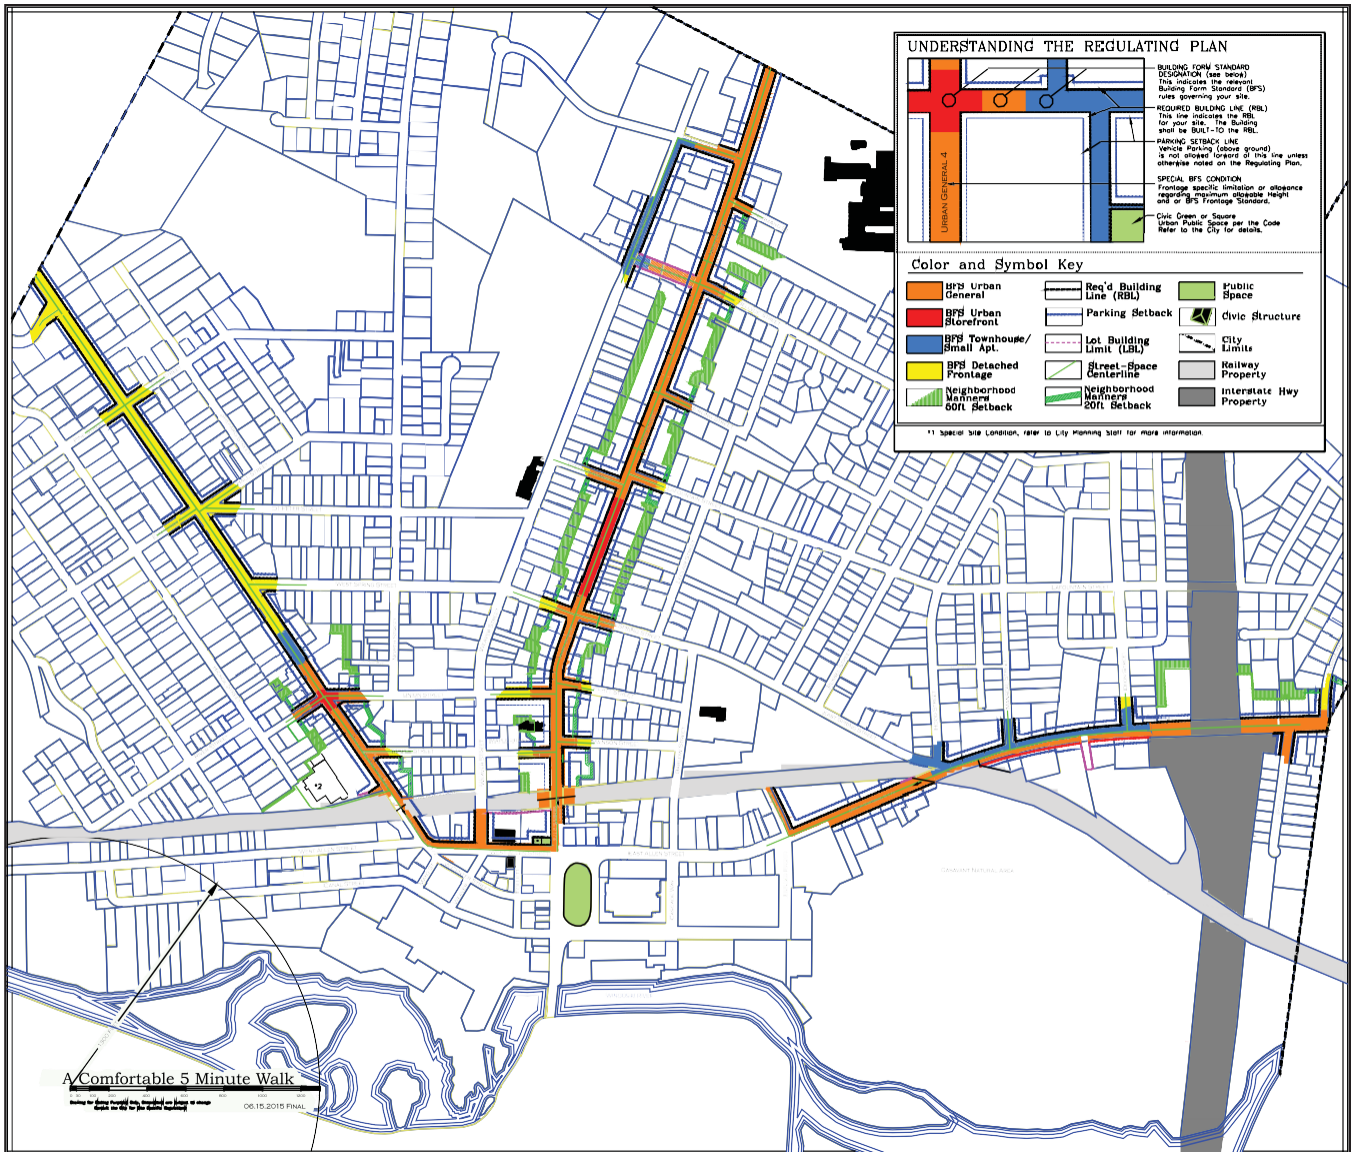 UNDERSTANDING THE REGULATING PLAN
BUILDING FORM STANDARD
DESIGNATION (see below)
This indicates the relevant
Building Form Standard (BFS)
rules governing your site.
REQUIRED BUILDING LINE (RBL)
This line indicates the RBL
for your site. The Building
shall be BUILT-TO the RBL.
PARKING SETBACK LINE
Vehicle Parking (above ground)
is not allowed forward of this line unless
otherwise noted on the Regulating Plan.
SPECIAL BFS CONDITION
Frontage specific limitation or allowance
regarding maximum allowable Height
and or BFS Frontage Standard.
Civic Green or Square
Urban Public Space per the Code
Refer to the City for details.
URBAN GENERAL 4
Color and Symbol Key
BFS Urban
General
Req'd Building
Line (RBL)
Public
Space
BFS Urban
Storefront
Parking Setback
Civic Structure
BFS Townhouse/
Small Apt.
Lot Building
Limit (LBL)
City
Limits
BFS Detached
Frontage
Street-Space
Centerline
Railway
Property
Neighborhood
Manners
60ft Setback
Neighborhood
Manners
20ft Setback
Interstate Hwy
Property
*1 Special Site Condition, refer to City Planning Staff for more information.
*2
A Comfortable 5 Minute Walk
06.15.2015 FINAL